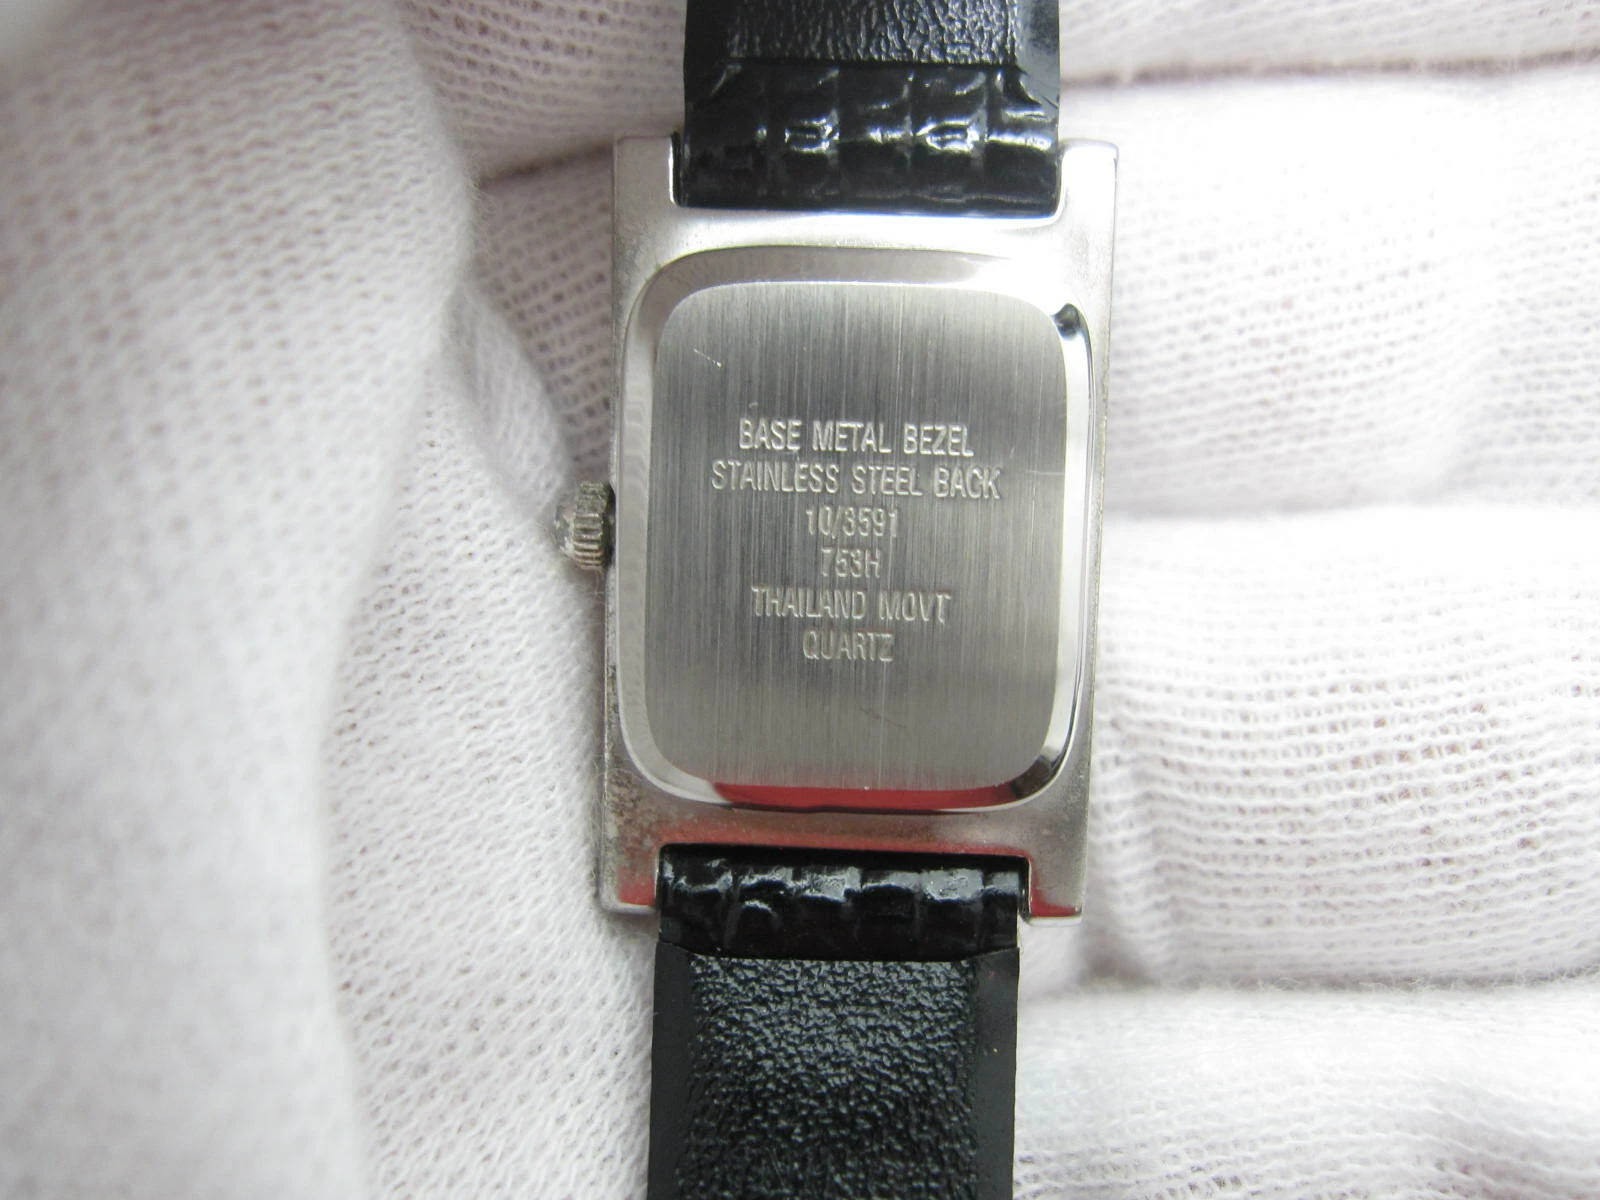 BASE METAL BEZEL
STAINLESS STEEL BACK
10/3591
753H
THAILAND MOVT
QUARTZ